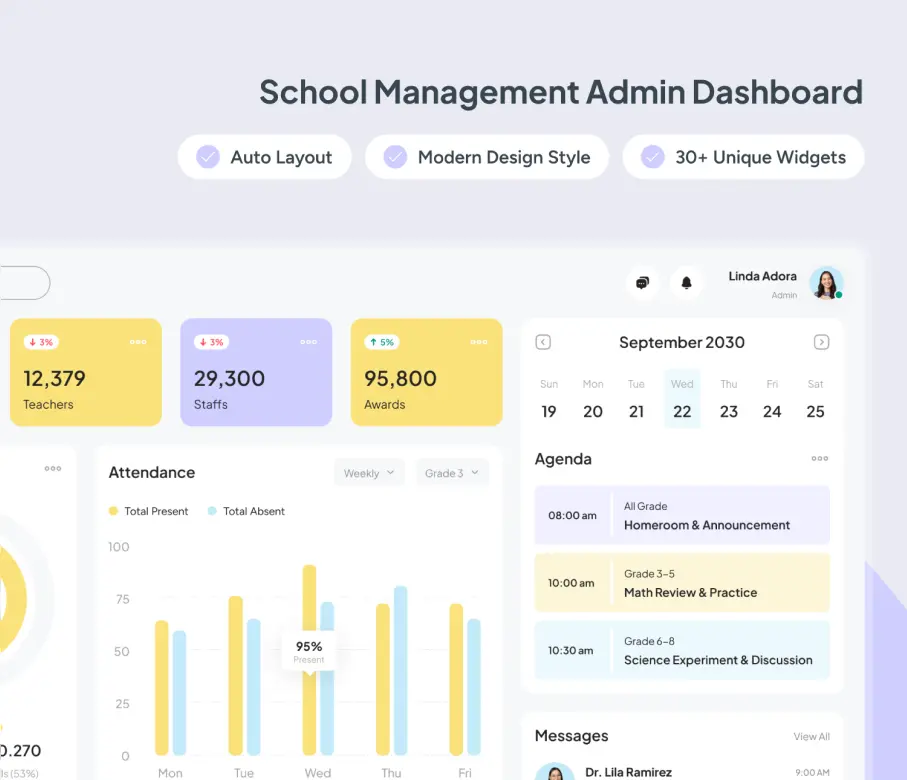 School Management Admin Dashboard
Auto Layout
Modern Design Style
30+ Unique Widgets
Linda Adora
Admin
3%
12,379
Teachers
3%
29,300
Staffs
5%
95,800
Awards
September 2030
Sun Mon Tue Wed Thu Fri Sat
19 20 21 22 23 24 25
Attendance
Weekly
Grade 3
Total Present
Total Absent
100
75
50
25
0
95%
Present
Mon Tue Wed Thu Fri
Agenda
08:00 am
All Grade
Homeroom & Announcement
10:00 am
Grade 3–5
Math Review & Practice
10:30 am
Grade 6–8
Science Experiment & Discussion
Messages
View All
Dr. Lila Ramirez
9:00 AM
0.270
(53%)